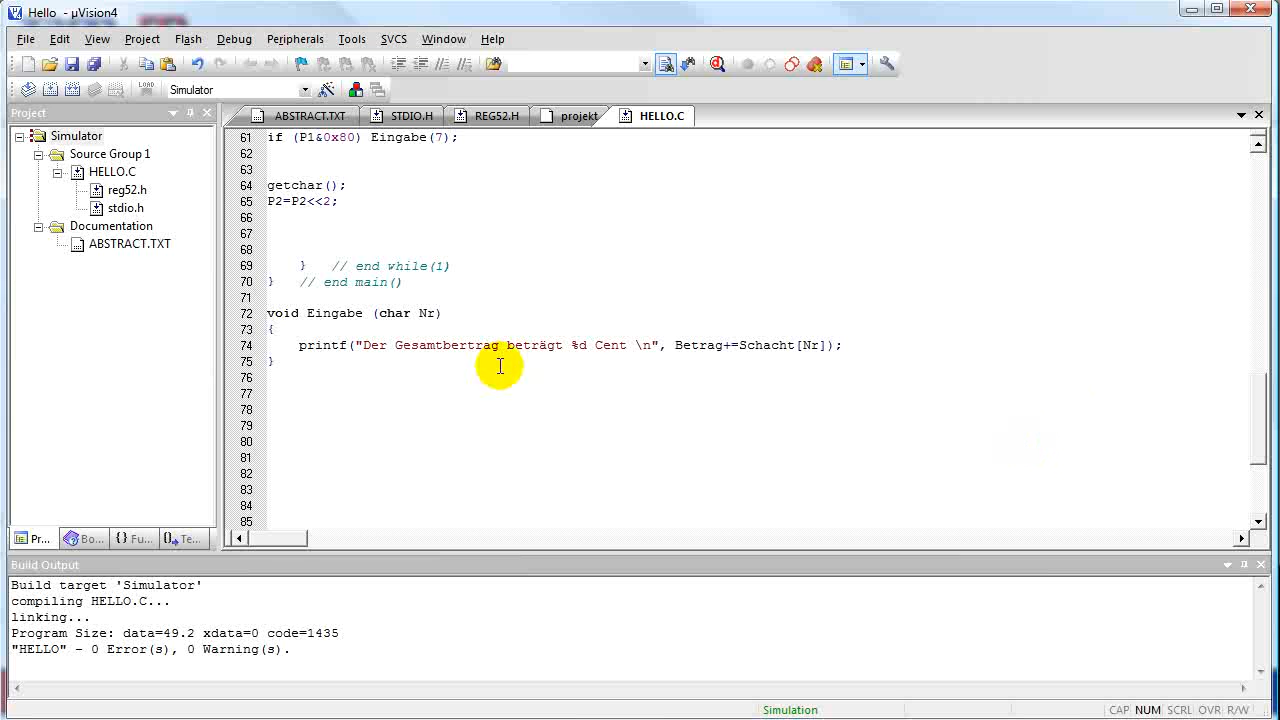 Hello - µVision4
File Edit View Project Flash Debug Peripherals Tools SVCS Window Help
LOAD Simulator
Project
Simulator
Source Group 1
HELLO.C
reg52.h
stdio.h
Documentation
ABSTRACT.TXT
Pr... Bo... {} Fu... Te...
ABSTRACT.TXT STDIO.H REG52.H projekt HELLO.C
61 if (P1&0x80) Eingabe(7);
62
63
64 getchar();
65 P2=P2<<2;
66
67
68
69 } // end while(1)
70 } // end main()
71
72 void Eingabe (char Nr)
73 {
74 printf("Der Gesamtbertrag beträgt %d Cent \n", Betrag+=Schacht[Nr]);
75 }
76
77
78
79
80
81
82
83
84
85
Build Output
Build target 'Simulator'
compiling HELLO.C...
linking...
Program Size: data=49.2 xdata=0 code=1435
"HELLO" - 0 Error(s), 0 Warning(s).
Simulation CAP NUM SCRL OVR R/W